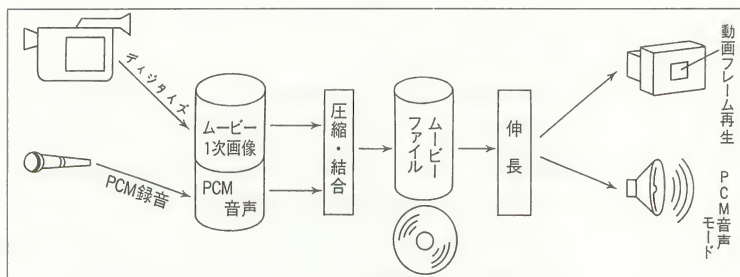 ディジタイズ
ムービー
1次画像
PCM録音
PCM
音声
圧縮・結合
ムービー
ファイル
伸長
動画フレーム再生
PCM音声
モード